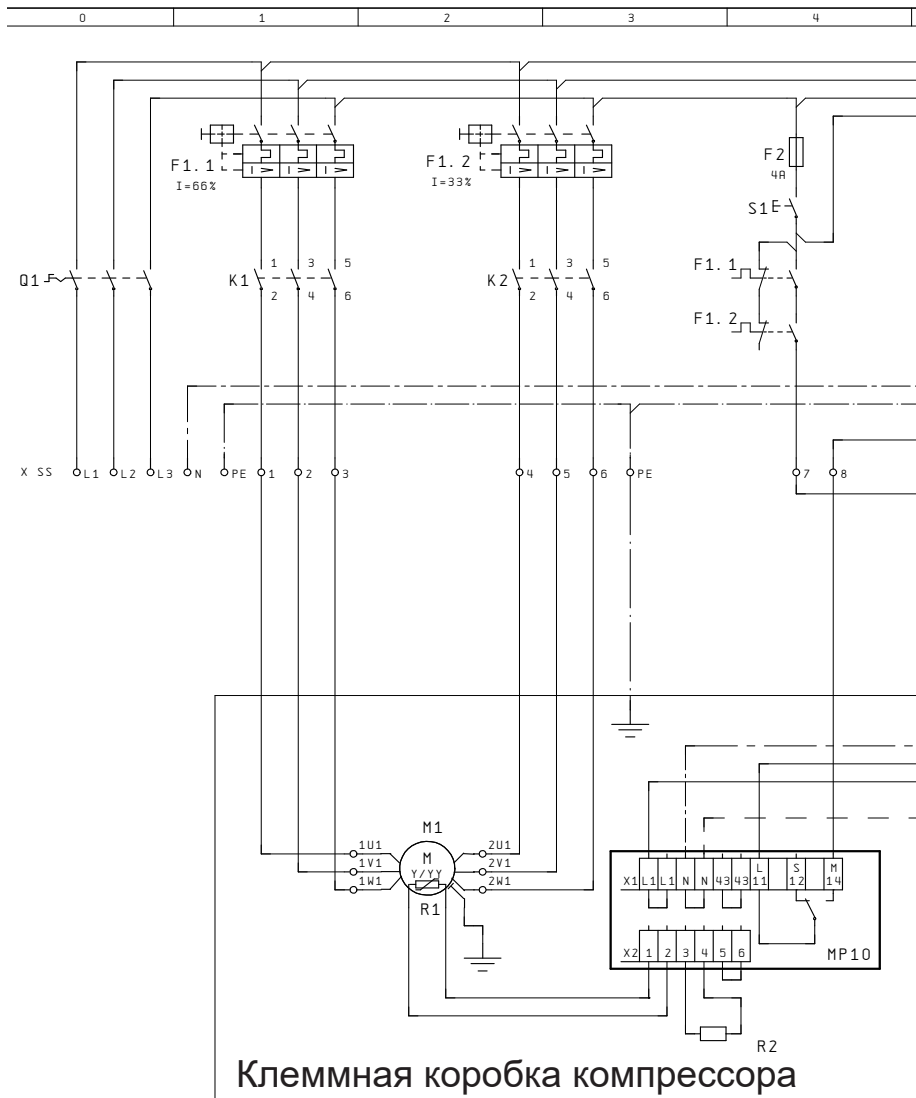 0 1 2 3 4
F1.1
I=66%
F1.2
I=33%
F2
4A
S1
Q1
K1
1 3 5
2 4 6
K2
1 3 5
2 4 6
F1.1
F1.2
X SS L1 L2 L3 N PE 1 2 3 4 5 6 PE 7 8
M1
1U1
1V1
1W1
M
Y/YY
2U1
2V1
2W1
R1
X1 L1 L1 N N 43 43 L 11 S 12 M 14
X2 1 2 3 4 5 6
MP10
R2
Клеммная коробка компрессора